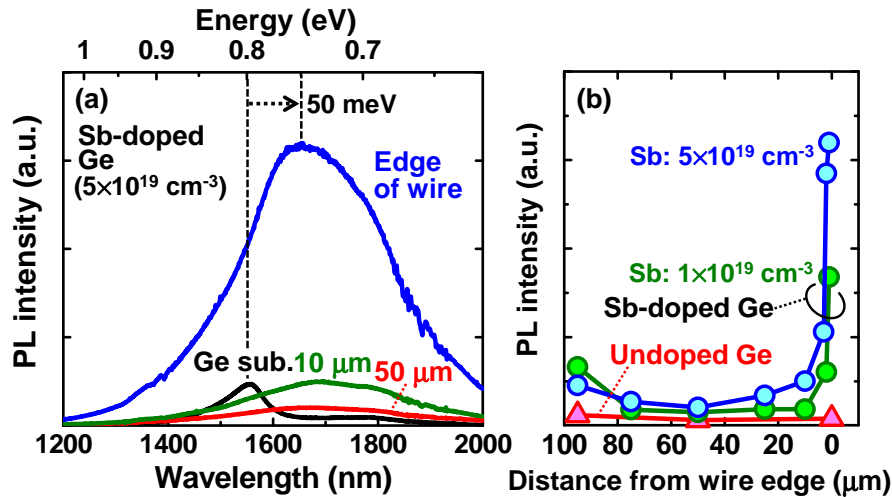 Energy (eV)
1 0.9 0.8 0.7
(a)
50 meV
Sb-doped
Ge
(5×10¹⁹ cm⁻³)
Edge
of wire
Ge sub.
10 μm
50 μm
PL intensity (a.u.)
1200 1400 1600 1800 2000
Wavelength (nm)
(b)
Sb: 5×10¹⁹ cm⁻³
Sb: 1×10¹⁹ cm⁻³
Sb-doped Ge
Undoped Ge
PL intensity (a.u.)
100 80 60 40 20 0
Distance from wire edge (μm)